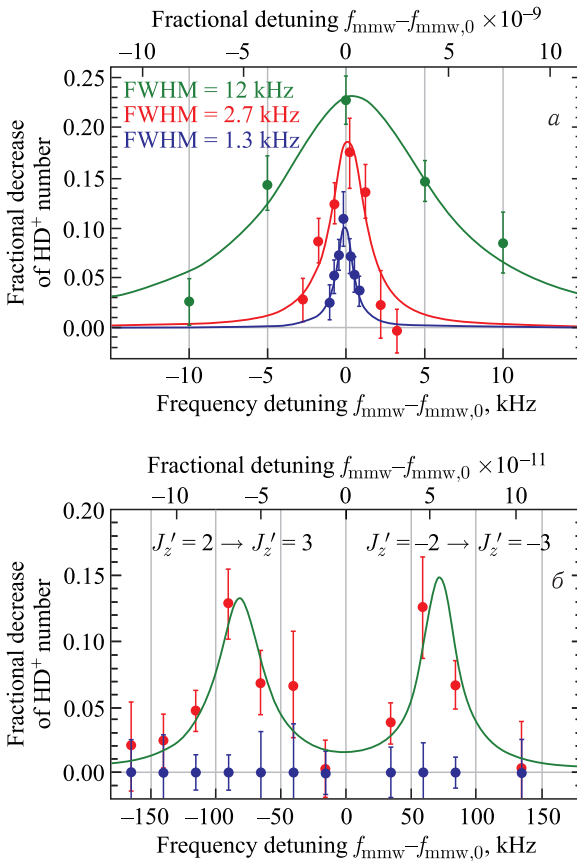 Fractional detuning f_mmw–f_mmw,0 ×10⁻⁹
−10 −5 0 5 10
FWHM = 12 kHz
FWHM = 2.7 kHz
FWHM = 1.3 kHz
а
0.25
0.20
0.15
0.10
0.05
0.00
Fractional decrease
of HD⁺ number
−10 −5 0 5 10
Frequency detuning f_mmw–f_mmw,0, kHz
Fractional detuning f_mmw–f_mmw,0 ×10⁻¹¹
−10 −5 0 5 10
J_z′ = 2 → J_z′ = 3
J_z′ = –2 → J_z′ = –3
б
0.20
0.15
0.10
0.05
0.00
Fractional decrease
of HD⁺ number
−150 −100 −50 0 50 100 150
Frequency detuning f_mmw–f_mmw,0, kHz